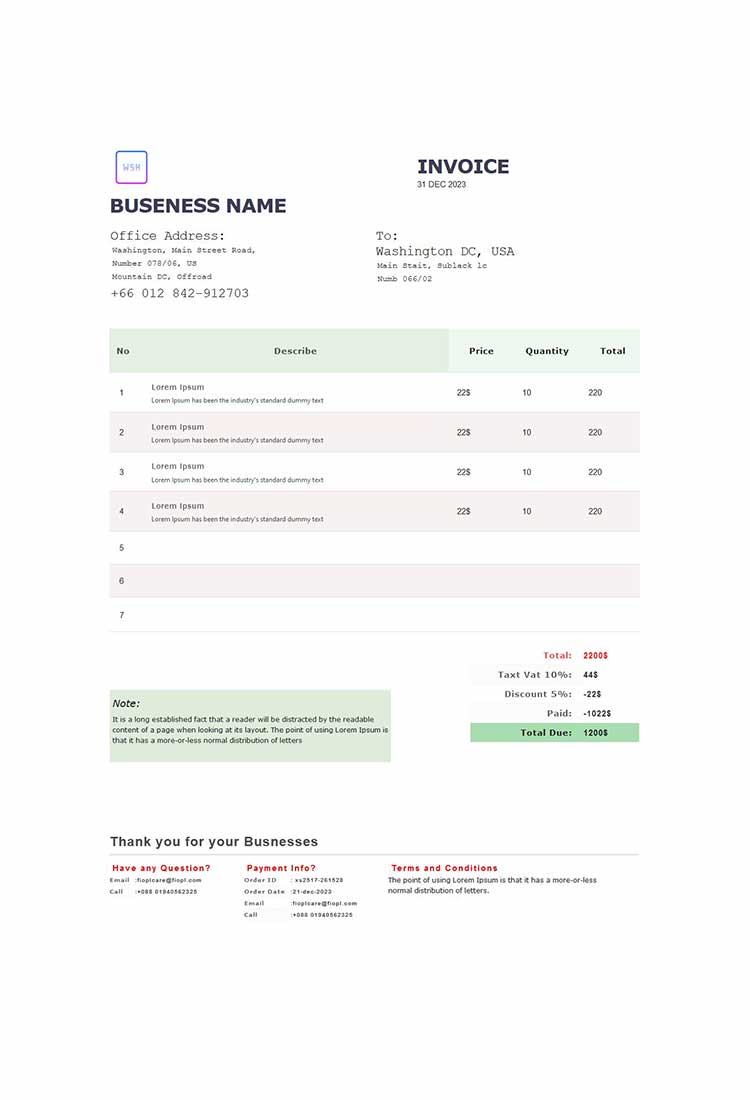 WSH
INVOICE
31 DEC 2023
BUSENESS NAME
Office Address:
Washington, Main Street Road,
Number 078/06, US
Mountain DC, Offroad
+66 012 842-912703
To:
Washington DC, USA
Main Stait, Sublack lc
Numb 066/02
No Describe Price Quantity Total
1 Lorem Ipsum 22$ 10 220
Lorem Ipsum has been the industry's standard dummy text
2 Lorem Ipsum 22$ 10 220
Lorem Ipsum has been the industry's standard dummy text
3 Lorem Ipsum 22$ 10 220
Lorem Ipsum has been the industry's standard dummy text
4 Lorem Ipsum 22$ 10 220
Lorem Ipsum has been the industry's standard dummy text
5
6
7
Total: 2200$
Taxt Vat 10%: 44$
Discount 5%: -22$
Paid: -1022$
Total Due: 1200$
Note:
It is a long established fact that a reader will be distracted by the readable
content of a page when looking at its layout. The point of using Lorem Ipsum is
that it has a more-or-less normal distribution of letters
Thank you for your Businesses
Have any Question?
Email :fioplcare@fiopl.com
Call :+088 01940562325
Payment Info?
Order ID : xs2517-261528
Order Date :21-dec-2023
Email :fioplcare@fiopl.com
Call :+088 01940562325
Terms and Conditions
The point of using Lorem Ipsum is that it has a more-or-less
normal distribution of letters.